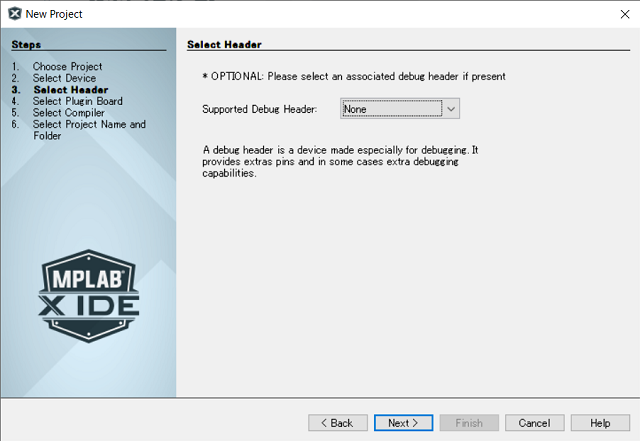 New Project
Steps
1. Choose Project
2. Select Device
3. Select Header
4. Select Plugin Board
5. Select Compiler
6. Select Project Name and
Folder
MPLAB®
X IDE
Select Header
* OPTIONAL: Please select an associated debug header if present
Supported Debug Header: None
A debug header is a device made especially for debugging. It
provides extras pins and in some cases extra debugging
capabilities.
< Back Next > Finish Cancel Help